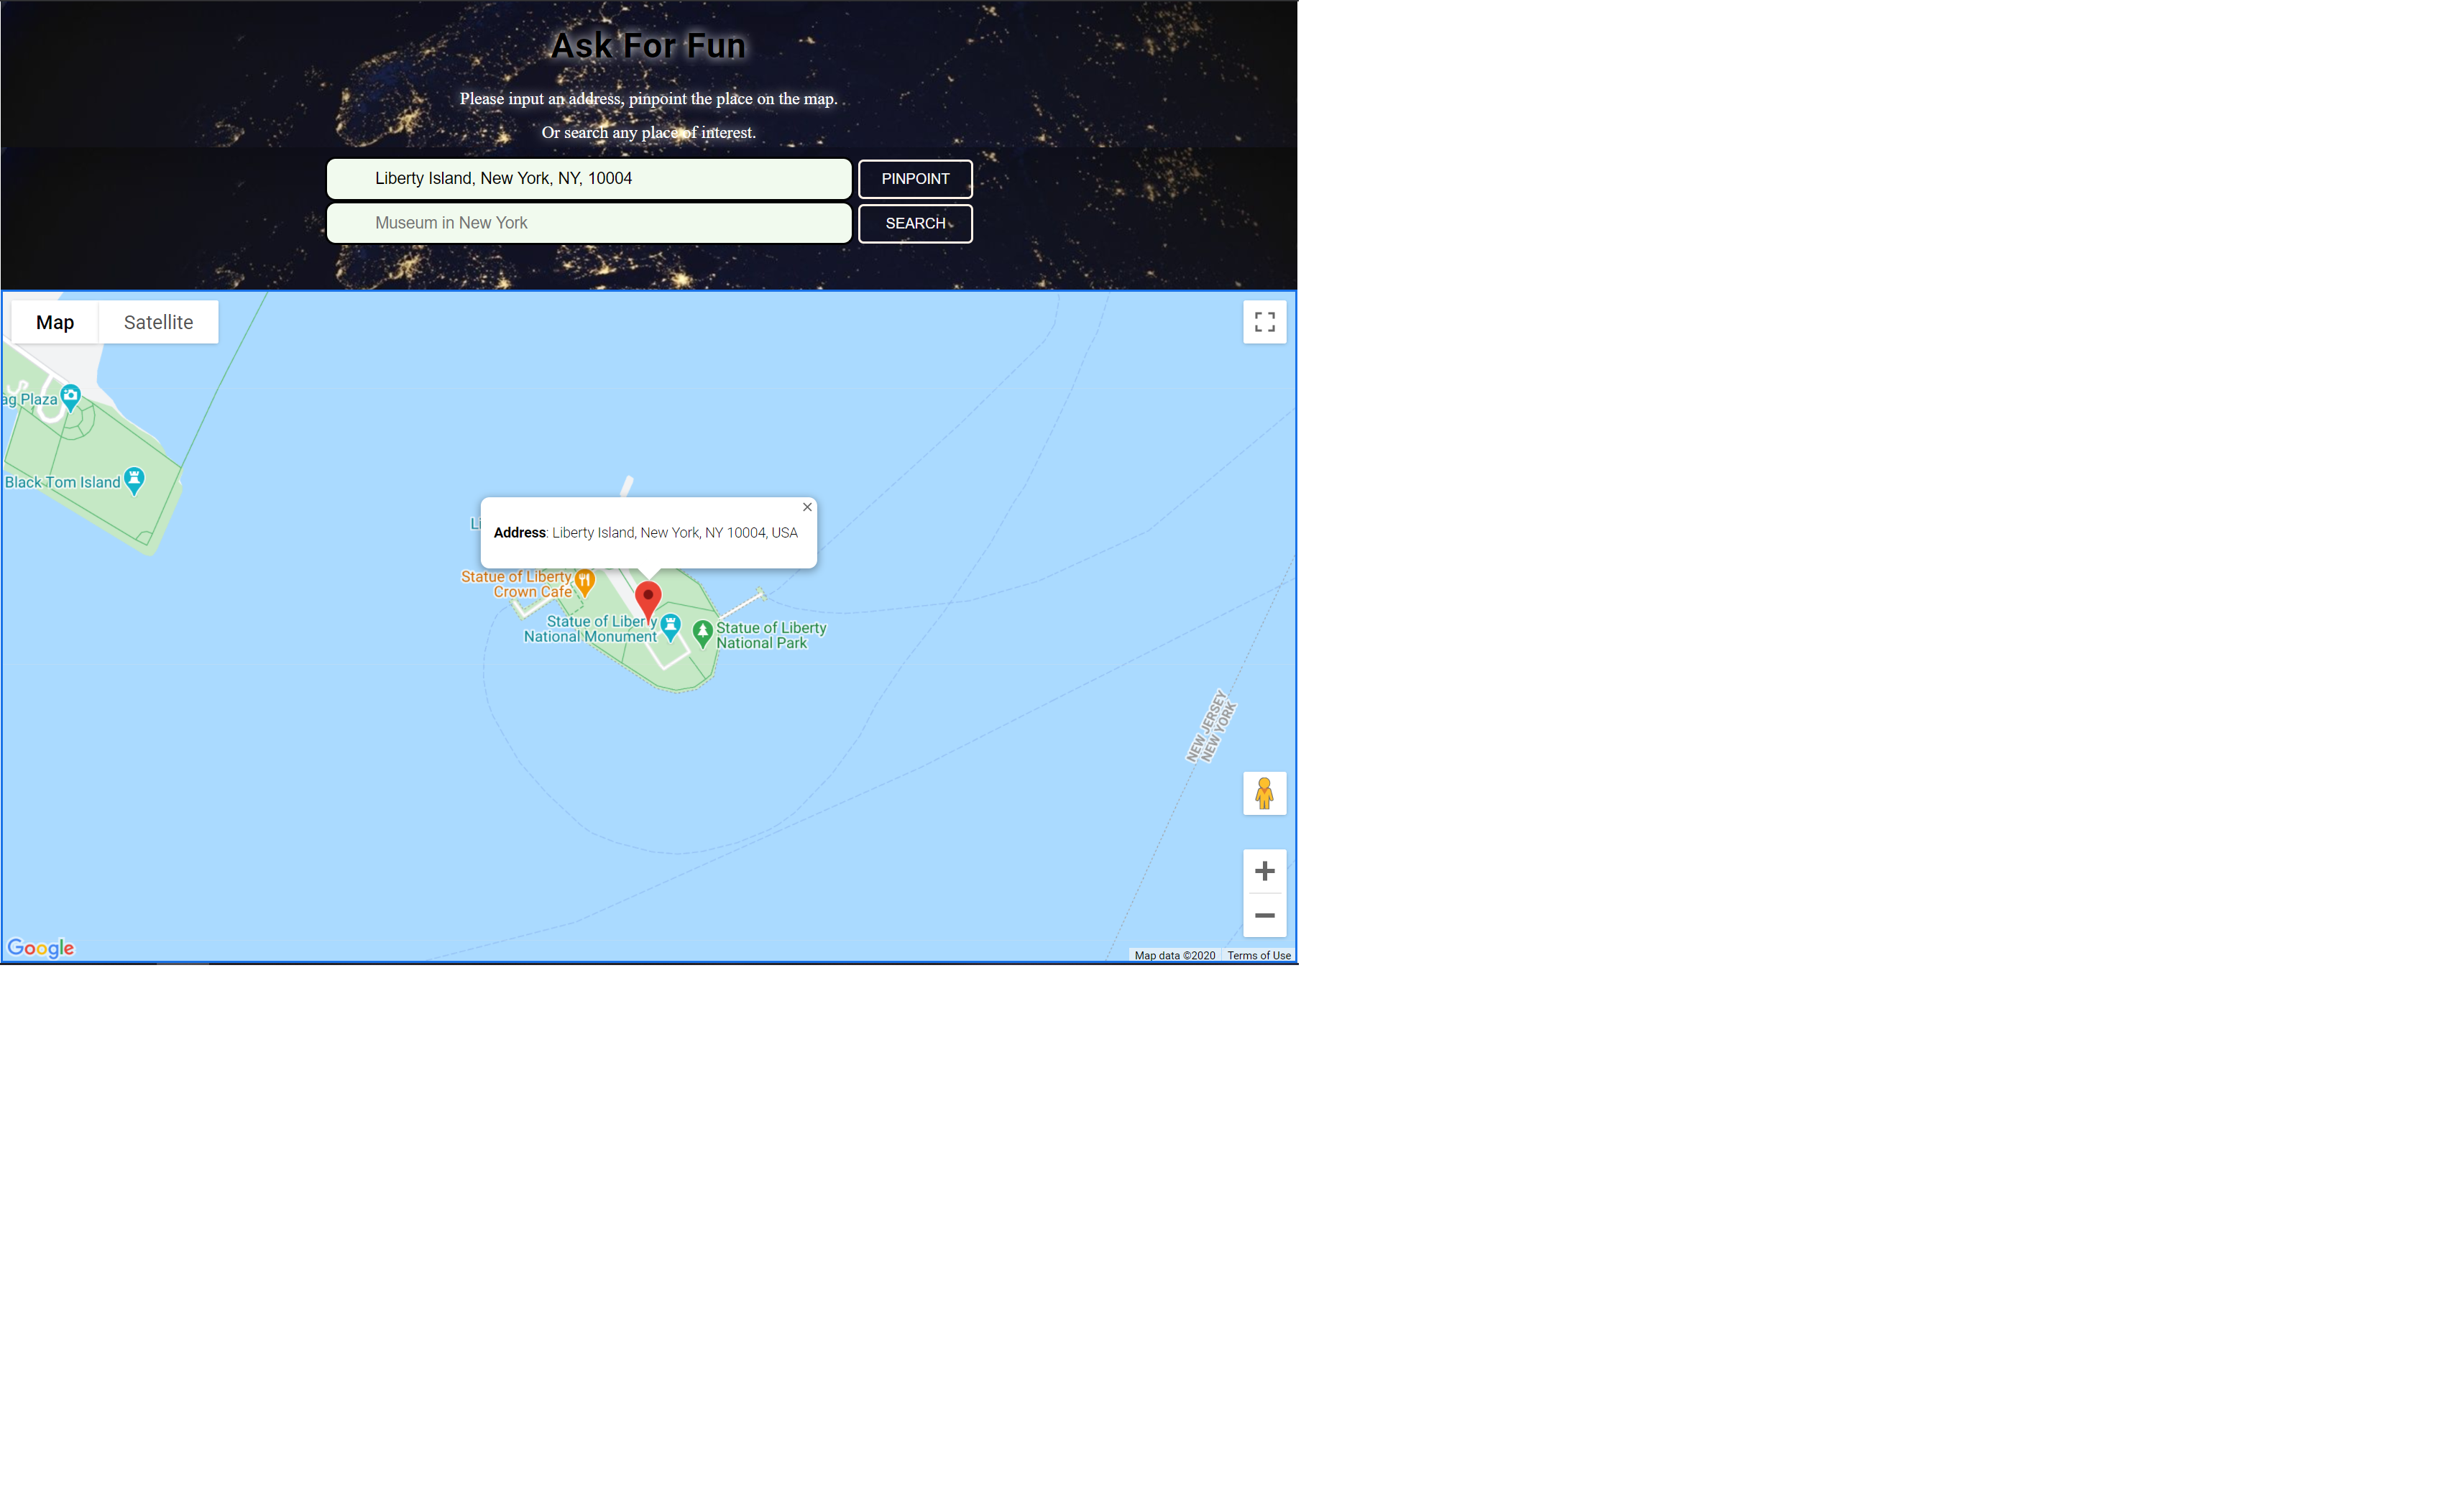 Ask For Fun
Please input an address, pinpoint the place on the map.
Or search any place of interest.
Liberty Island, New York, NY, 10004
PINPOINT
Museum in New York
SEARCH
Map
Satellite
ag Plaza
Black Tom Island
Li
Address: Liberty Island, New York, NY 10004, USA
Statue of Liberty
Crown Cafe
Statue of Liberty
National Monument
Statue of Liberty
National Park
NEW JERSEY
NEW YORK
Google
Map data ©2020
Terms of Use